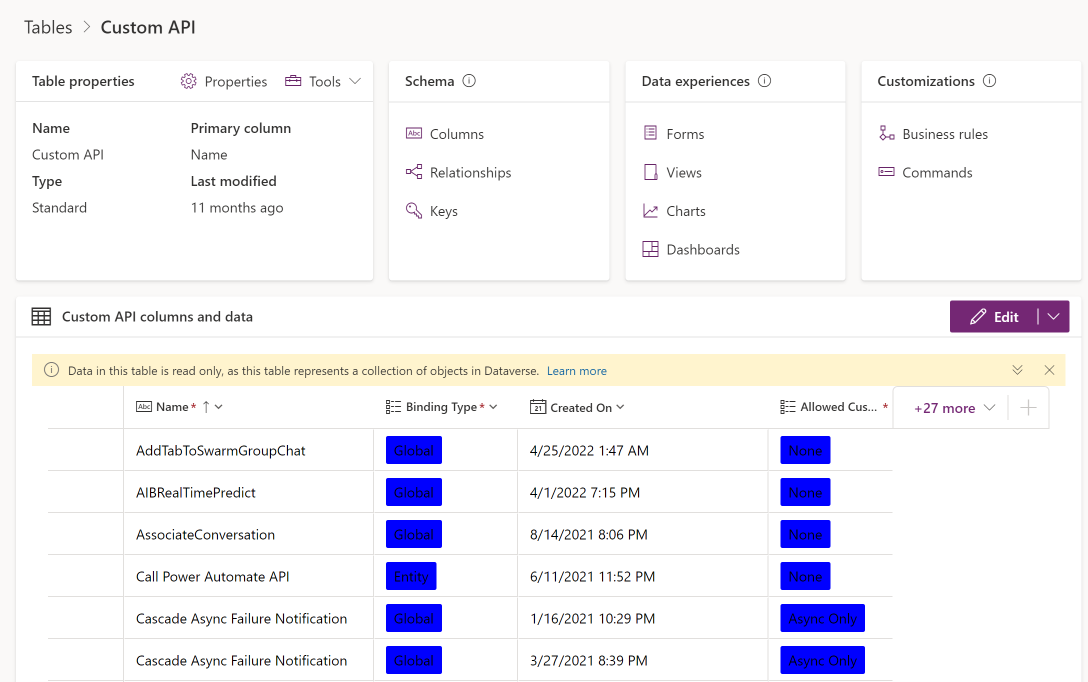 Tables > Custom API
Table properties Properties Tools
Name Primary column
Custom API Name
Type Last modified
Standard 11 months ago
Schema
Columns
Relationships
Keys
Data experiences
Forms
Views
Charts
Dashboards
Customizations
Business rules
Commands
Custom API columns and data Edit
Data in this table is read only, as this table represents a collection of objects in Dataverse. Learn more
Abc Name * ↑ Binding Type * 21 Created On Allowed Cus... * +27 more
AddTabToSwarmGroupChat Global 4/25/2022 1:47 AM None
AIBRealTimePredict Global 4/1/2022 7:15 PM None
AssociateConversation Global 8/14/2021 8:06 PM None
Call Power Automate API Entity 6/11/2021 11:52 PM None
Cascade Async Failure Notification Global 1/16/2021 10:29 PM Async Only
Cascade Async Failure Notification Global 3/27/2021 8:39 PM Async Only